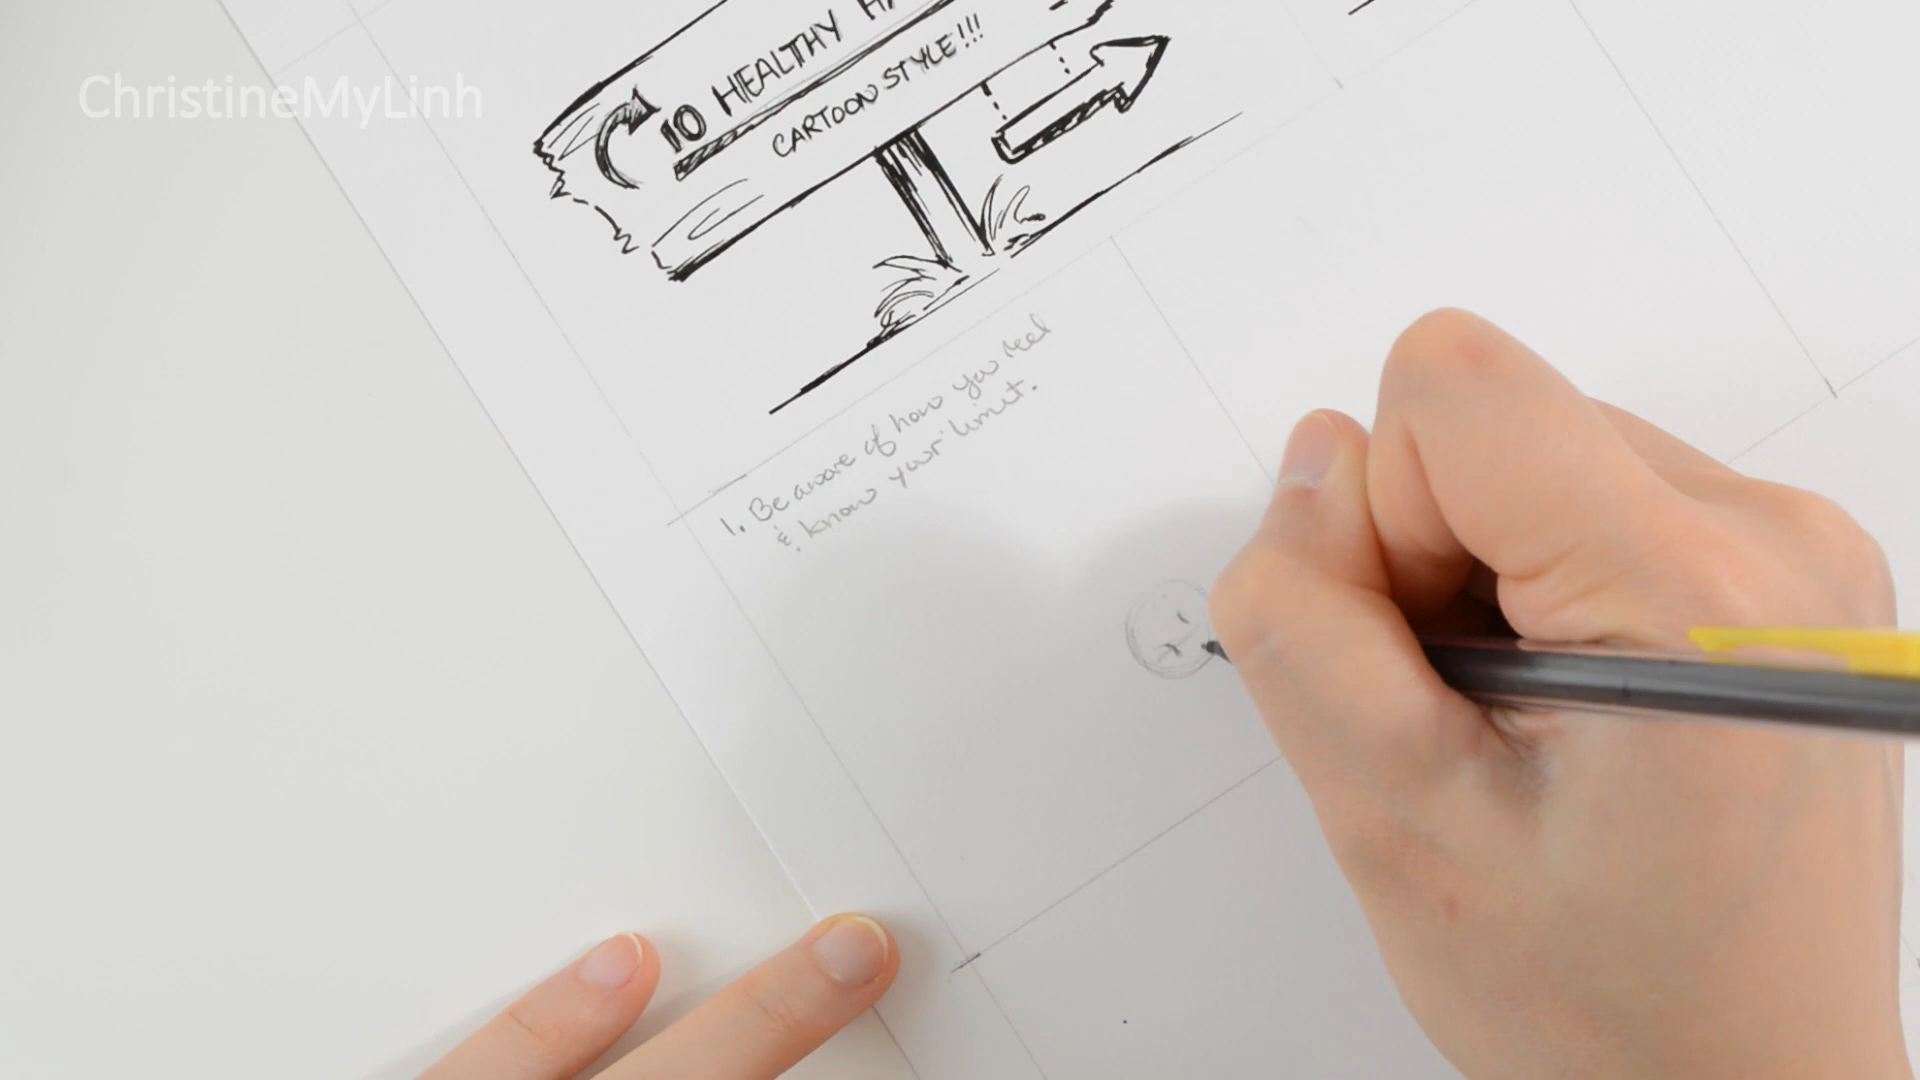 ChristineMyLinh
10 HEALTHY
CARTOON STYLE!!!
1. Be aware of how you feel
& know your limit.